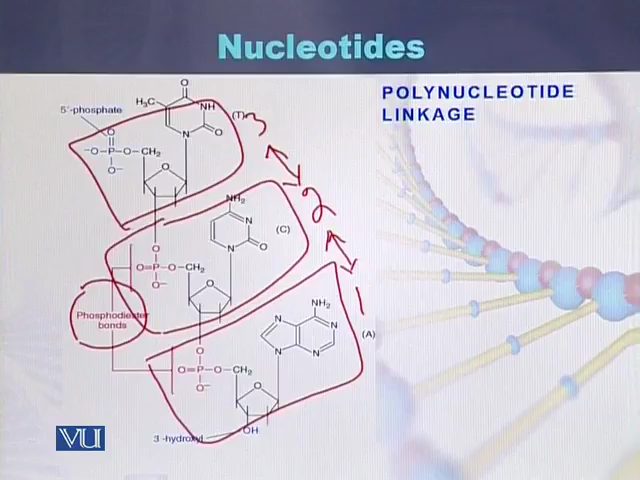 Nucleotides
POLYNUCLEOTIDE
LINKAGE
5'-phosphate
O
H₃C
NH
(T)
3
O
N
O
⁻O–P–O–CH₂
O⁻
O
2
NH₂
N
(C)
O
N
O
O=P–O–CH₂
O⁻
O
1
Phosphodiester
bonds
NH₂
N
N
(A)
N
N
O
O=P–O–CH₂
O⁻
O
3'-hydroxyl
OH
VU